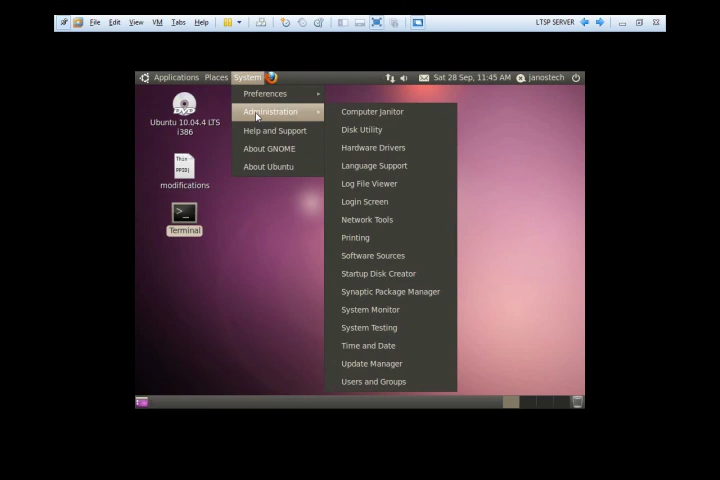 File Edit View VM Tabs Help
LTSP SERVER
Applications Places System
Sat 28 Sep, 11:45 AM janostech
Preferences
Administration
Help and Support
About GNOME
About Ubuntu
Computer Janitor
Disk Utility
Hardware Drivers
Language Support
Log File Viewer
Login Screen
Network Tools
Printing
Software Sources
Startup Disk Creator
Synaptic Package Manager
System Monitor
System Testing
Time and Date
Update Manager
Users and Groups
DVD
Ubuntu 10.04.4 LTS
i386
Thin
PPID(
modifications
>_
Terminal